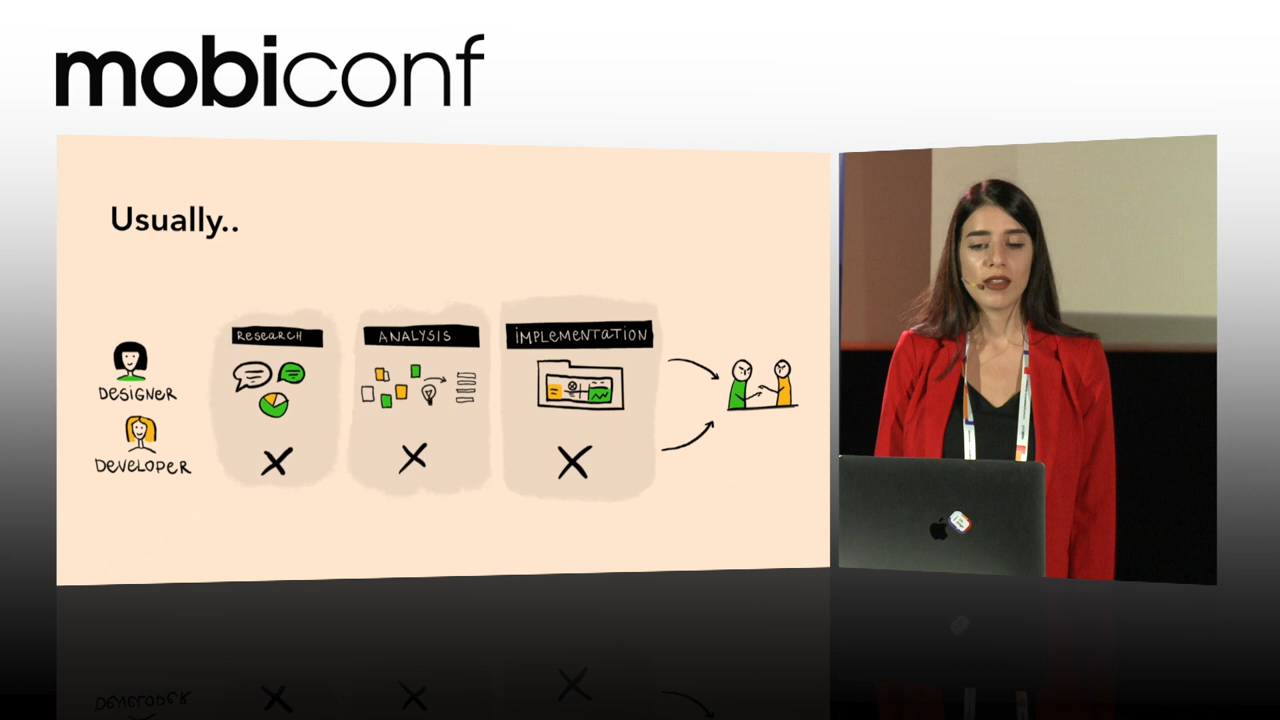 mobiconf
Usually..
RESEARCH
ANALYSIS
iMPLEMENTATION
DESIGNER
DEVELOPER